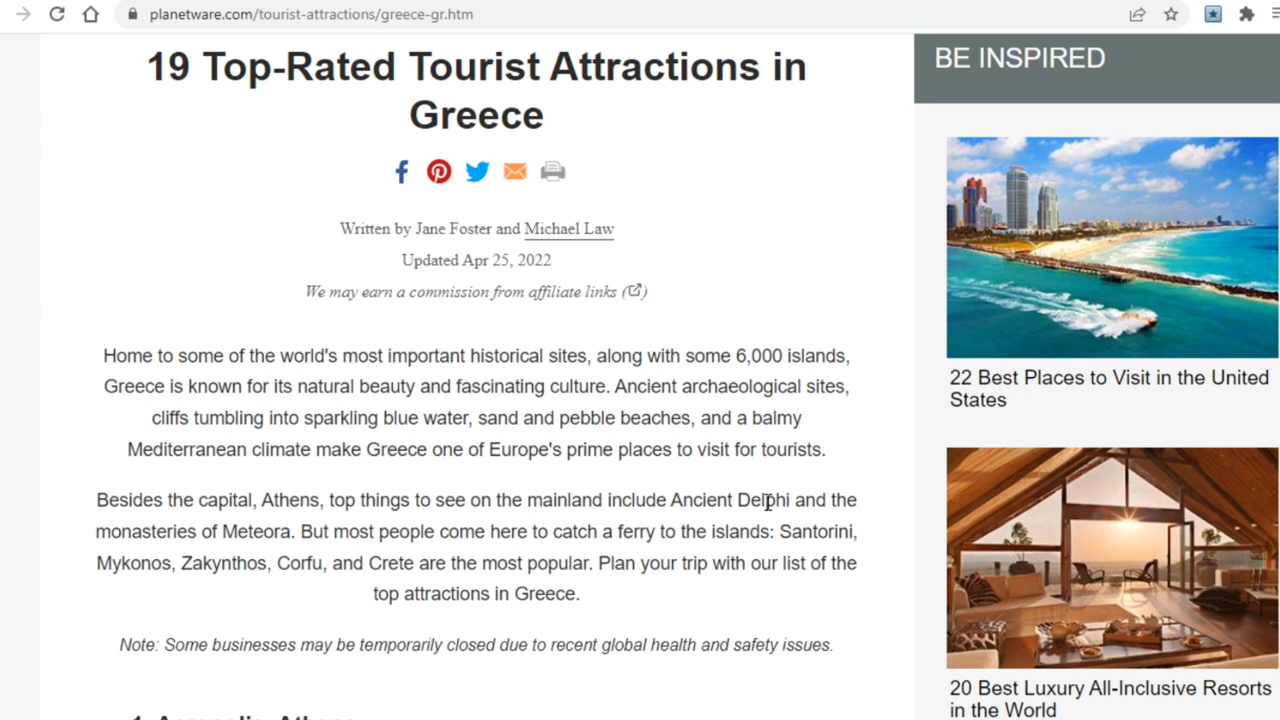 planetware.com/tourist-attractions/greece-gr.htm
19 Top-Rated Tourist Attractions in
Greece
Written by Jane Foster and Michael Law
Updated Apr 25, 2022
We may earn a commission from affiliate links ( )
Home to some of the world's most important historical sites, along with some 6,000 islands,
Greece is known for its natural beauty and fascinating culture. Ancient archaeological sites,
cliffs tumbling into sparkling blue water, sand and pebble beaches, and a balmy
Mediterranean climate make Greece one of Europe's prime places to visit for tourists.
Besides the capital, Athens, top things to see on the mainland include Ancient Delphi and the
monasteries of Meteora. But most people come here to catch a ferry to the islands: Santorini,
Mykonos, Zakynthos, Corfu, and Crete are the most popular. Plan your trip with our list of the
top attractions in Greece.
Note: Some businesses may be temporarily closed due to recent global health and safety issues.
1. Acropolis, Athens
BE INSPIRED
22 Best Places to Visit in the United
States
20 Best Luxury All-Inclusive Resorts
in the World